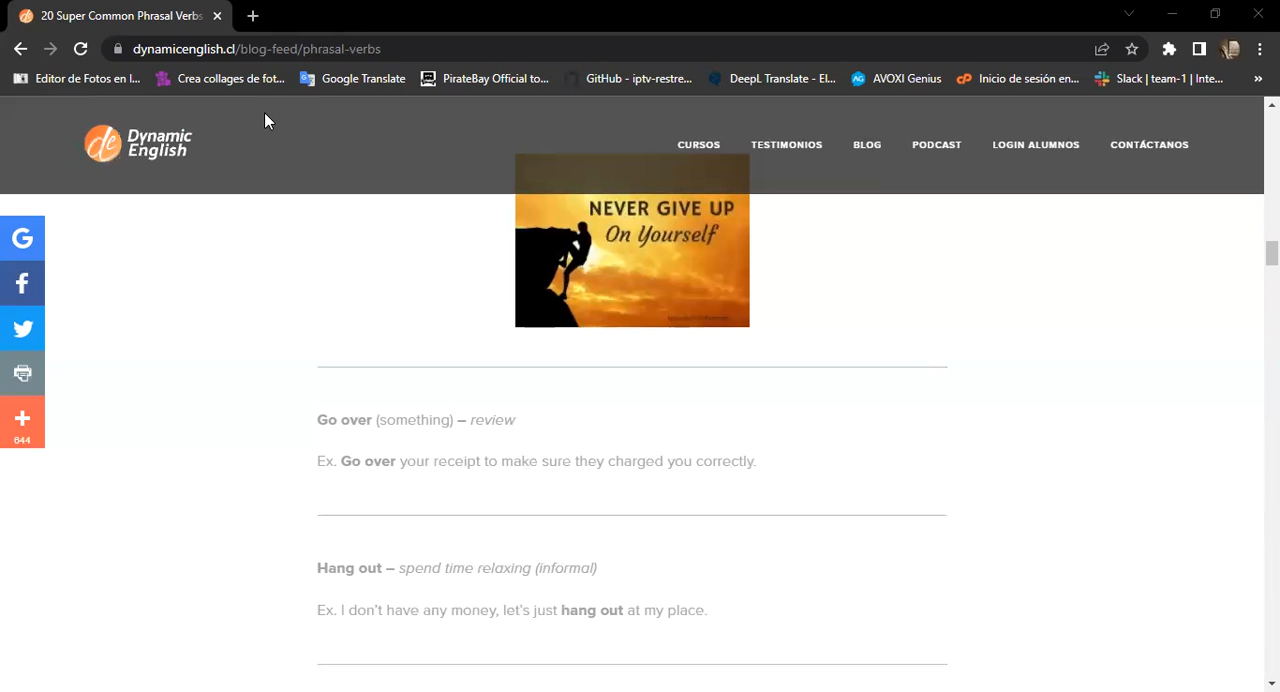 20 Super Common Phrasal Verbs
dynamicenglish.cl/blog-feed/phrasal-verbs
Editor de Fotos en l...
Crea collages de fot...
Google Translate
PirateBay Official to...
GitHub - iptv-restre...
DeepL Translate - El...
AVOXI Genius
Inicio de sesión en...
Slack | team-1 | Inte...
»
de Dynamic English
CURSOS
TESTIMONIOS
BLOG
PODCAST
LOGIN ALUMNOS
CONTÁCTANOS
NEVER GIVE UP
On Yourself
G
f
644
Go over (something) – review
Ex. Go over your receipt to make sure they charged you correctly.
Hang out – spend time relaxing (informal)
Ex. I don't have any money, let's just hang out at my place.